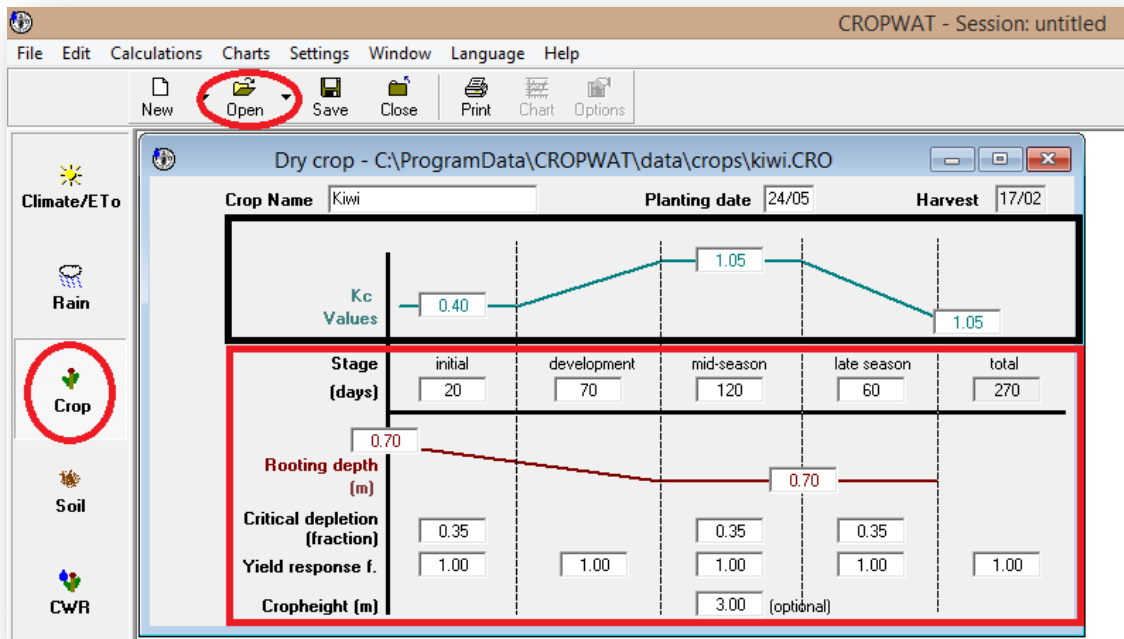 CROPWAT - Session: untitled
File Edit Calculations Charts Settings Window Language Help
New Open Save Close Print Chart Options
Climate/ETo
Rain
Crop
Soil
CWR
Dry crop - C:\ProgramData\CROPWAT\data\crops\kiwi.CRO
Crop Name Kiwi Planting date 24/05 Harvest 17/02
1.05
Kc
Values
0.40
1.05
Stage initial development mid-season late season total
(days) 20 70 120 60 270
0.70
Rooting depth
(m)
0.70
Critical depletion
(fraction) 0.35 0.35 0.35
Yield response f. 1.00 1.00 1.00 1.00 1.00
Cropheight (m) 3.00 (optional)